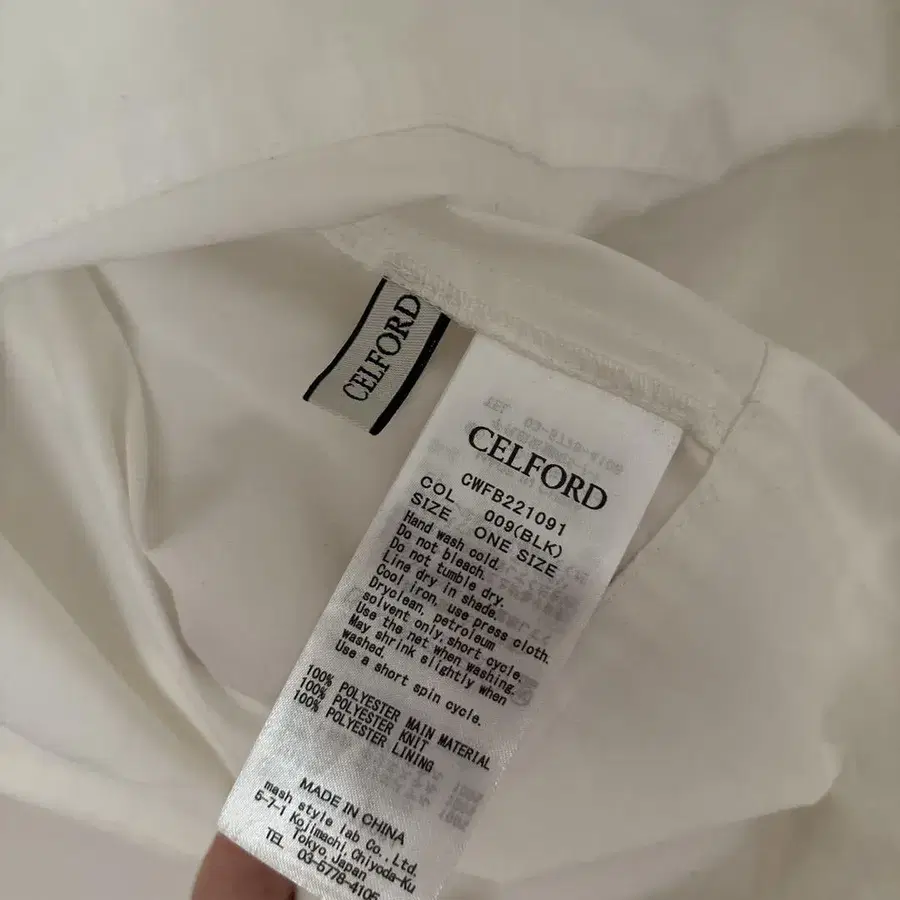 CELFORD
CELFORD
CWFB221091
COL 009(BLK)
SIZE ONE SIZE
Hand wash cold.
Do not bleach.
Do not tumble dry.
Line dry in shade.
Cool iron, use press cloth.
Dryclean, petroleum
solvent only,short cycle.
Use the net when washing.
May shrink slightly when
washed.
Use a short spin cycle.
100% POLYESTER MAIN MATERIAL
100% POLYESTER KNIT
100% POLYESTER LINING
MADE IN CHINA
mash style lab Co., Ltd.
6-7-1 Kojimachi,Chiyoda-Ku
Tokyo,Japan
TEL 03-5778-4105